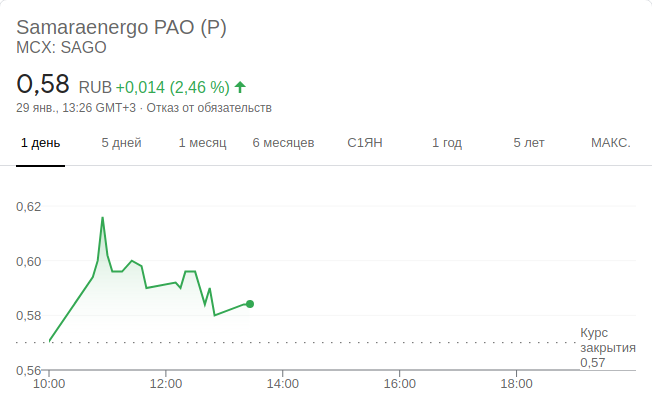 Samaraenergo PAO (P)
MCX: SAGO
0,58 RUB +0,014 (2,46 %)
29 янв., 13:26 GMT+3 · Отказ от обязательств
1 день 5 дней 1 месяц 6 месяцев С1ЯН 1 год 5 лет МАКС.
0,62
0,60
0,58
Курс
закрытия
0,57
0,56
10:00 12:00 14:00 16:00 18:00